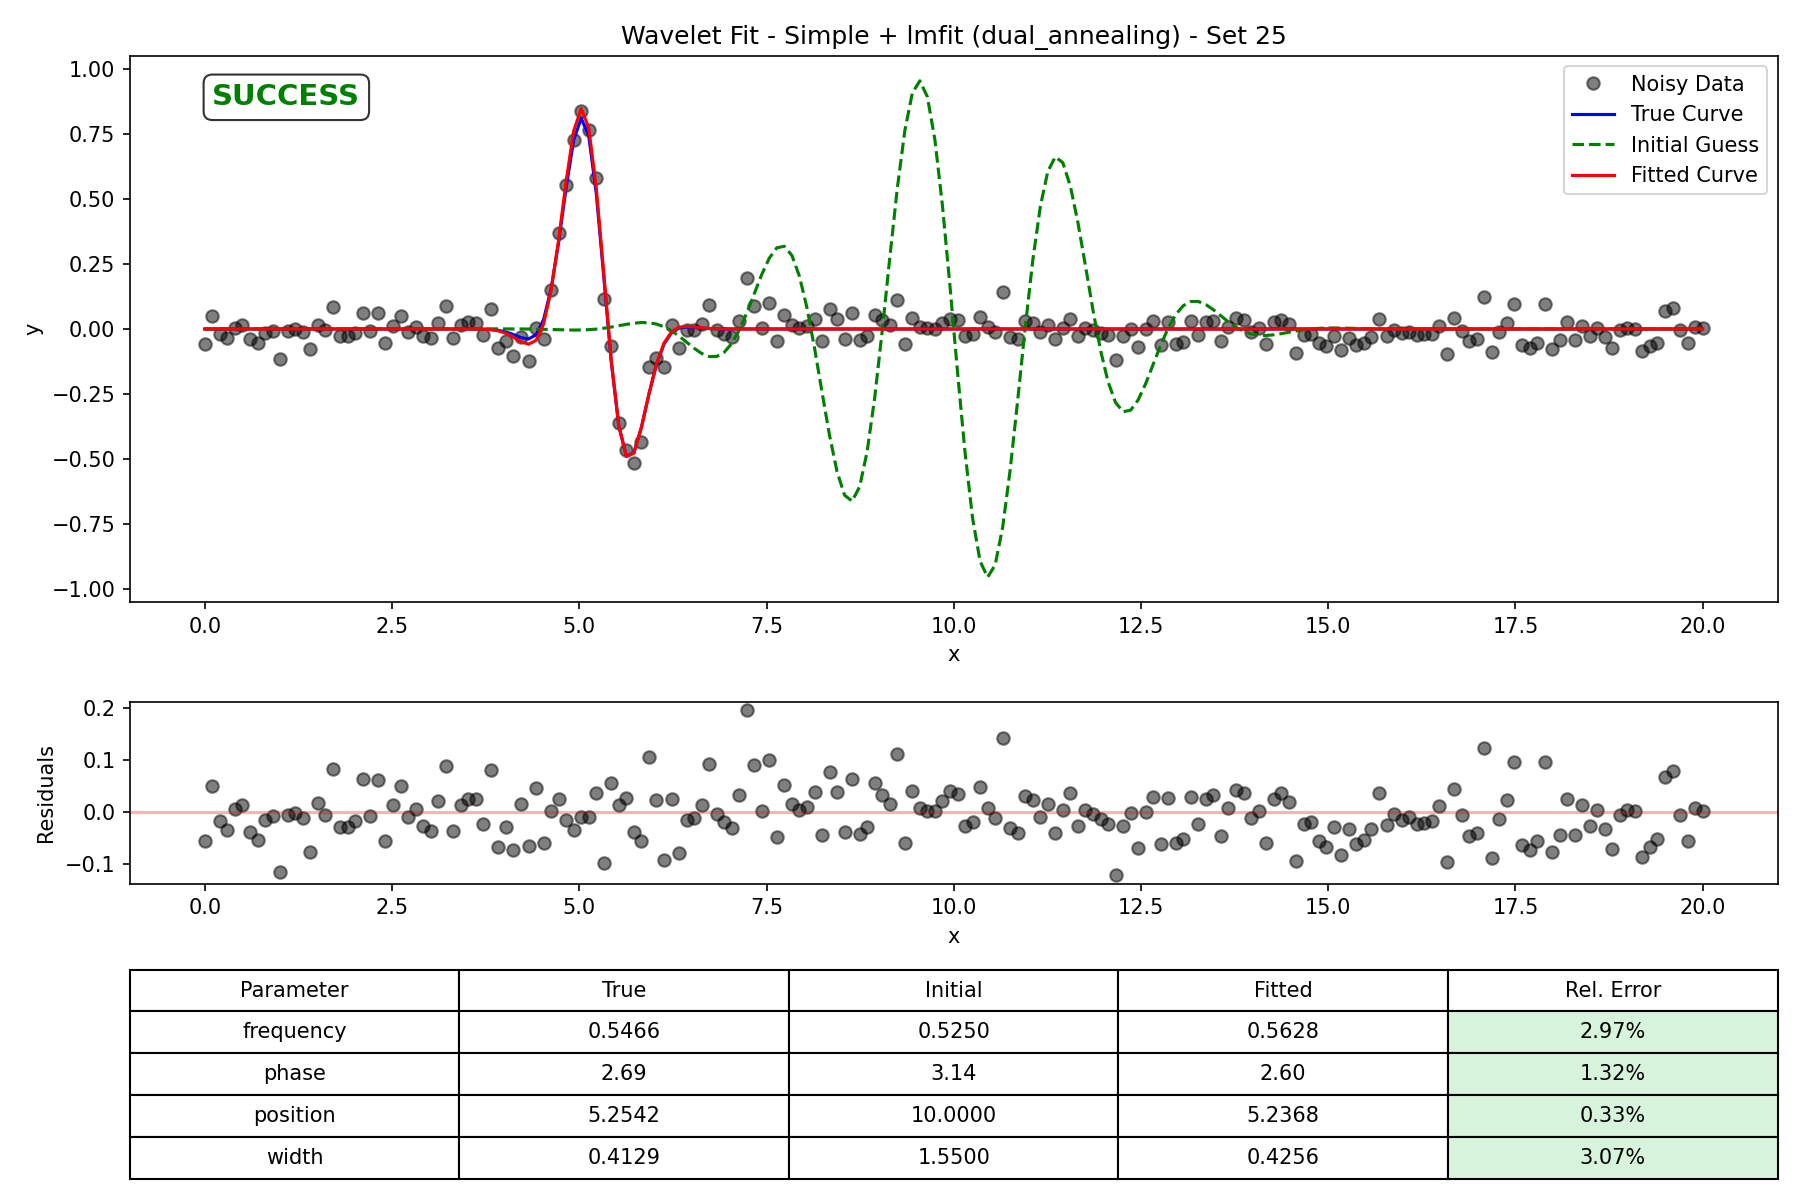 Wavelet Fit - Simple + lmfit (dual_annealing) - Set 25
SUCCESS
Noisy Data
True Curve
Initial Guess
Fitted Curve
y
1.00
0.75
0.50
0.25
0.00
−0.25
−0.50
−0.75
−1.00
0.0 2.5 5.0 7.5 10.0 12.5 15.0 17.5 20.0
x
Residuals
0.2
0.1
0.0
−0.1
0.0 2.5 5.0 7.5 10.0 12.5 15.0 17.5 20.0
x
Parameter True Initial Fitted Rel. Error
frequency 0.5466 0.5250 0.5628 2.97%
phase 2.69 3.14 2.60 1.32%
position 5.2542 10.0000 5.2368 0.33%
width 0.4129 1.5500 0.4256 3.07%